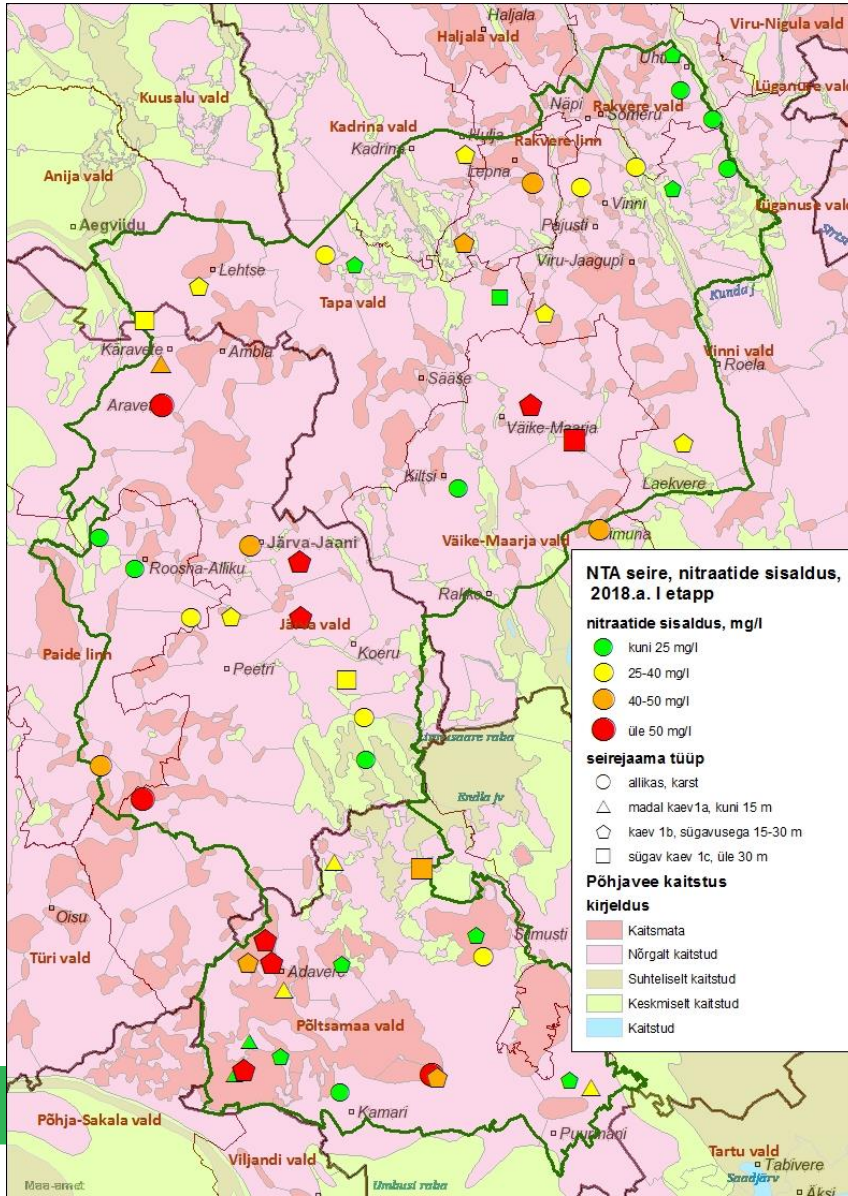 Haljala
Haljala vald
Viru-Nigula vald
Kuusalu vald
Näpi
Rakvere vald
Sõmeru
Kadrina vald
Hulja
Rakvere linn
Kadrina
Lepna
Anija vald
Aegviidu
Vinni
Lüganuse vald
Pajusti
Lehtse
Viru-Jaagupi
Tapa vald
Kunda j
Käravete
Ambla
Vinni vald
Roela
Sääse
Väike-Maarja
Kiltsi
Laekvere
Järva-Jaani
Väike-Maarja vald
Roosna-Alliku
Rakke
Järva vald
Paide linn
Koeru
Peetri
Endla jv
Oisu
Türi vald
Adavere
Põltsamaa vald
Kamari
Põhja-Sakala vald
Puurmani
Viljandi vald
Tartu vald
Tabivere
Saadjärv
Maa-amet
Umbusi raba
Äksi
NTA seire, nitraatide sisaldus,
2018.a. I etapp
nitraatide sisaldus, mg/l
kuni 25 mg/l
25-40 mg/l
40-50 mg/l
üle 50 mg/l
seirejaama tüüp
allikas, karst
madal kaev1a, kuni 15 m
kaev 1b, sügavusega 15-30 m
sügav kaev 1c, üle 30 m
Põhjavee kaitstus
kirjeldus
Kaitsmata
Nõrgalt kaitstud
Suhteliselt kaitstud
Keskmiselt kaitstud
Kaitstud